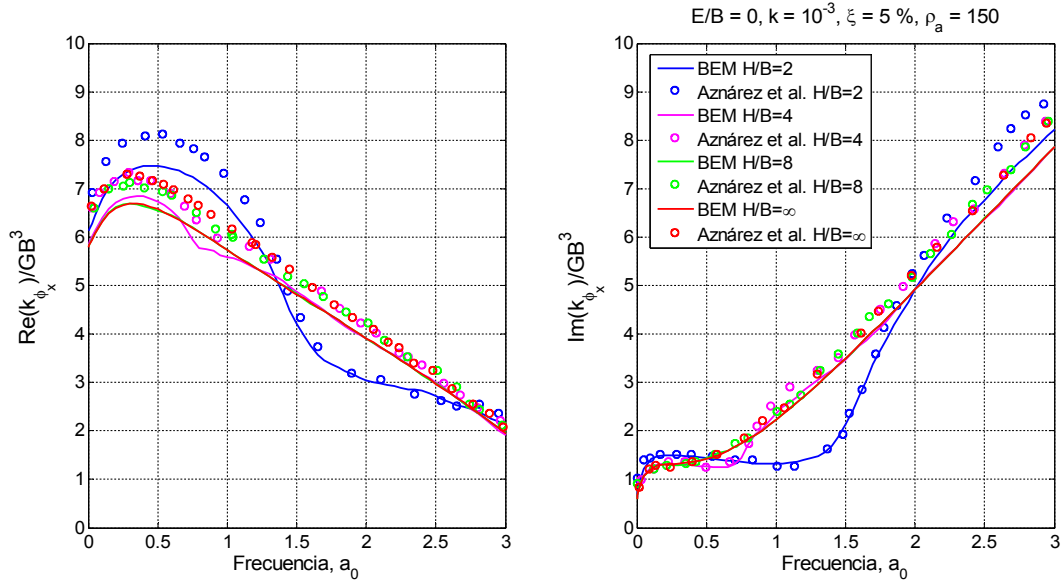 E/B = 0, k = 10⁻³, ξ = 5 %, ρₐ = 150
Re(k_ϕₓ)/GB³
10
9
8
7
6
5
4
3
2
1
0
0 0.5 1 1.5 2 2.5 3
Frecuencia, a₀
Im(k_ϕₓ)/GB³
10
9
8
7
6
5
4
3
2
1
0
0 0.5 1 1.5 2 2.5 3
Frecuencia, a₀
BEM H/B=2
Aznárez et al. H/B=2
BEM H/B=4
Aznárez et al. H/B=4
BEM H/B=8
Aznárez et al. H/B=8
BEM H/B=∞
Aznárez et al. H/B=∞